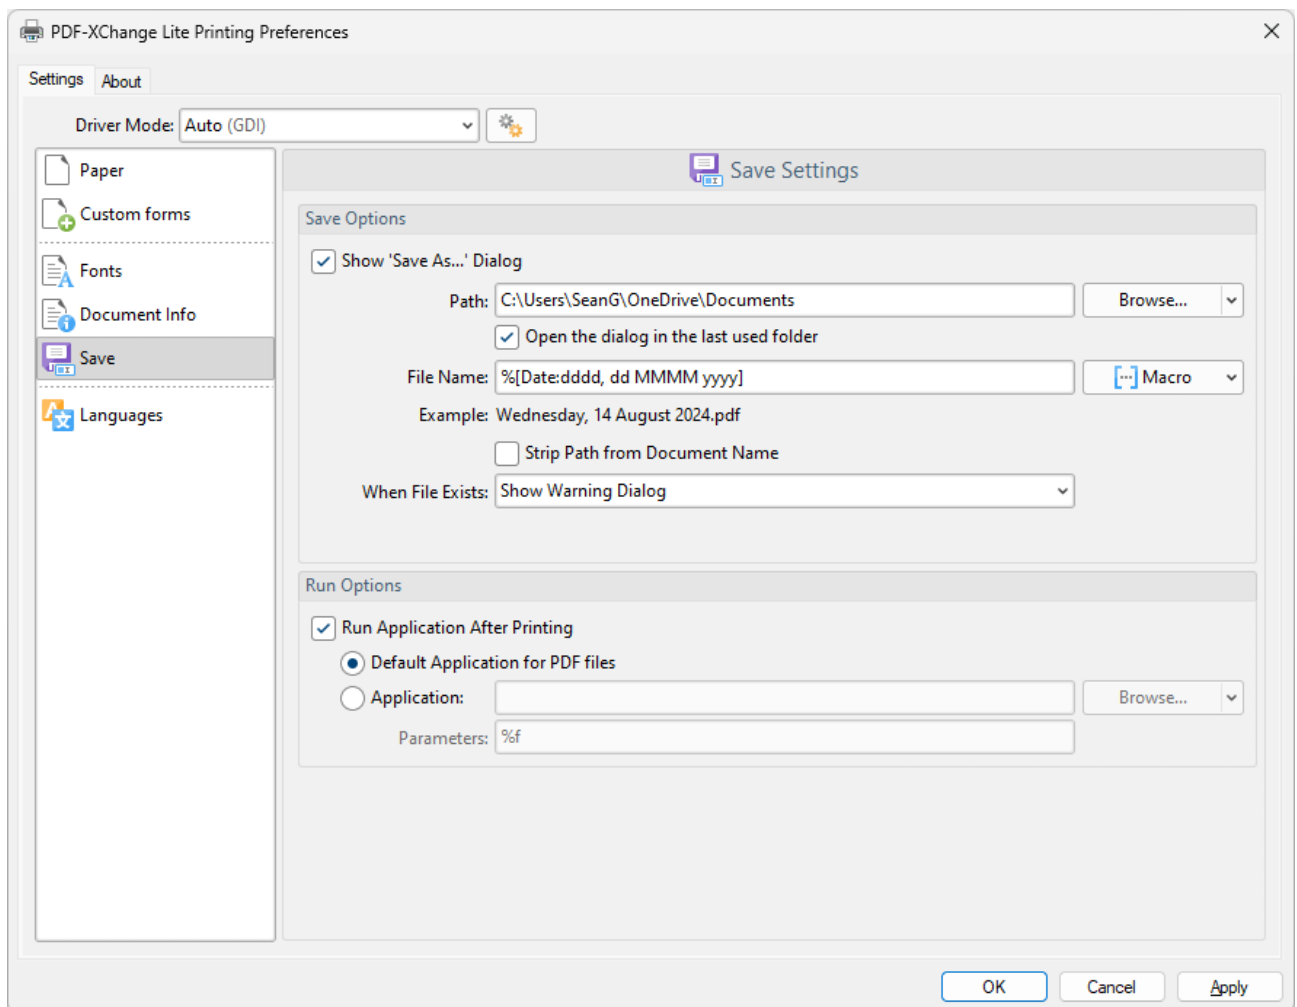 PDF-XChange Lite Printing Preferences
Settings About
Driver Mode: Auto (GDI)
Paper
Custom forms
Fonts
Document Info
Save
Languages
Save Settings
Save Options
Show 'Save As...' Dialog
Path: C:\Users\SeanG\OneDrive\Documents Browse...
Open the dialog in the last used folder
File Name: %[Date:dddd, dd MMMM yyyy] Macro
Example: Wednesday, 14 August 2024.pdf
Strip Path from Document Name
When File Exists: Show Warning Dialog
Run Options
Run Application After Printing
Default Application for PDF files
Application: Browse...
Parameters: %f
OK Cancel Apply